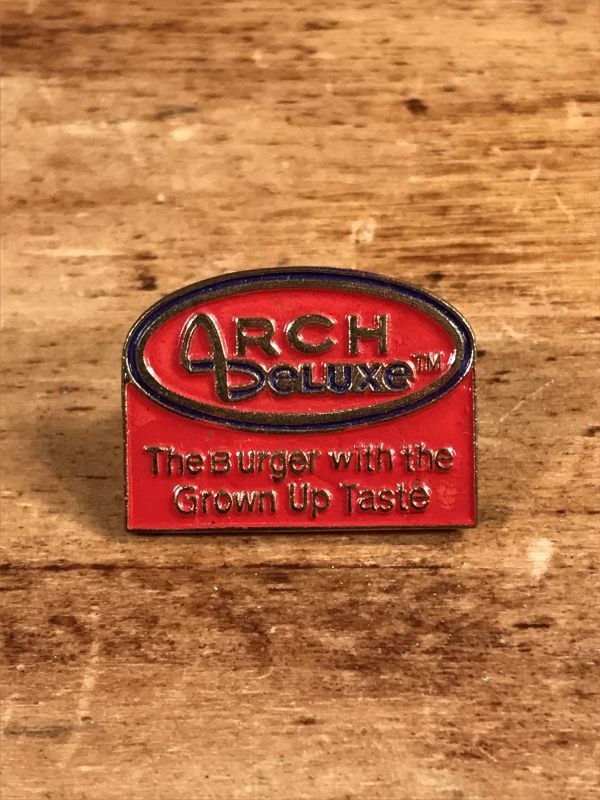 ARCH
DELUXE™
The Burger with the
Grown Up Taste